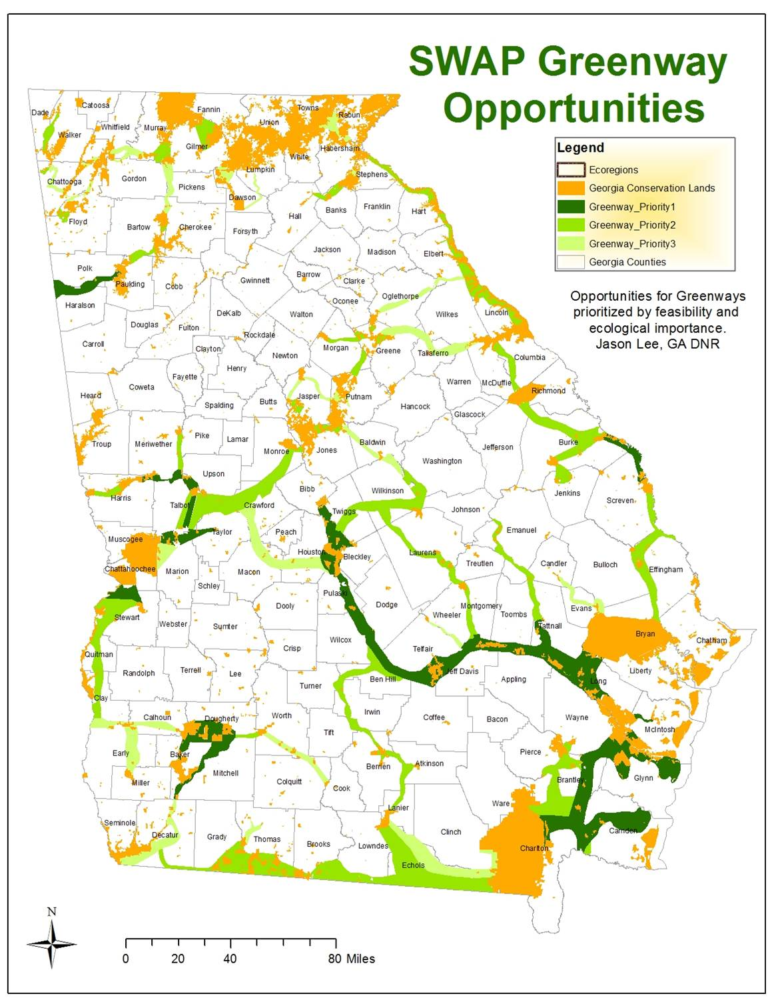 SWAP Greenway
Opportunities
Legend
Ecoregions
Georgia Conservation Lands
Greenway_Priority1
Greenway_Priority2
Greenway_Priority3
Georgia Counties
Opportunities for Greenways
prioritized by feasibility and
ecological importance.
Jason Lee, GA DNR
Dade
Catoosa
Fannin
Towns
Rabun
Walker
Whitfield
Murray
Union
Gilmer
Habersham
White
Lumpkin
Stephens
Chattooga
Gordon
Pickens
Dawson
Banks
Franklin
Hart
Hall
Floyd
Bartow
Cherokee
Forsyth
Jackson
Madison
Elbert
Polk
Paulding
Cobb
Gwinnett
Barrow
Clarke
Oconee
Oglethorpe
Haralson
DeKalb
Walton
Wilkes
Lincoln
Douglas
Fulton
Rockdale
Carroll
Clayton
Newton
Morgan
Greene
Taliaferro
Columbia
Henry
Fayette
Coweta
Heard
Spalding
Butts
Jasper
Putnam
Hancock
Warren
McDuffie
Richmond
Glascock
Troup
Meriwether
Pike
Lamar
Monroe
Jones
Baldwin
Washington
Jefferson
Burke
Upson
Harris
Talbot
Crawford
Bibb
Twiggs
Wilkinson
Johnson
Jenkins
Screven
Emanuel
Muscogee
Taylor
Peach
Houston
Bleckley
Laurens
Treutlen
Candler
Bulloch
Effingham
Chattahoochee
Marion
Macon
Schley
Pulaski
Dooly
Dodge
Wheeler
Montgomery
Toombs
Evans
Tattnall
Bryan
Chatham
Stewart
Webster
Sumter
Crisp
Wilcox
Telfair
Jeff Davis
Appling
Long
Liberty
Quitman
Randolph
Terrell
Lee
Turner
Ben Hill
Clay
Calhoun
Dougherty
Worth
Irwin
Coffee
Bacon
Wayne
McIntosh
Tift
Early
Baker
Mitchell
Miller
Colquitt
Cook
Berrien
Atkinson
Pierce
Brantley
Glynn
Ware
Lanier
Clinch
Seminole
Decatur
Grady
Thomas
Brooks
Lowndes
Echols
Charlton
Camden
N
0 20 40 80 Miles